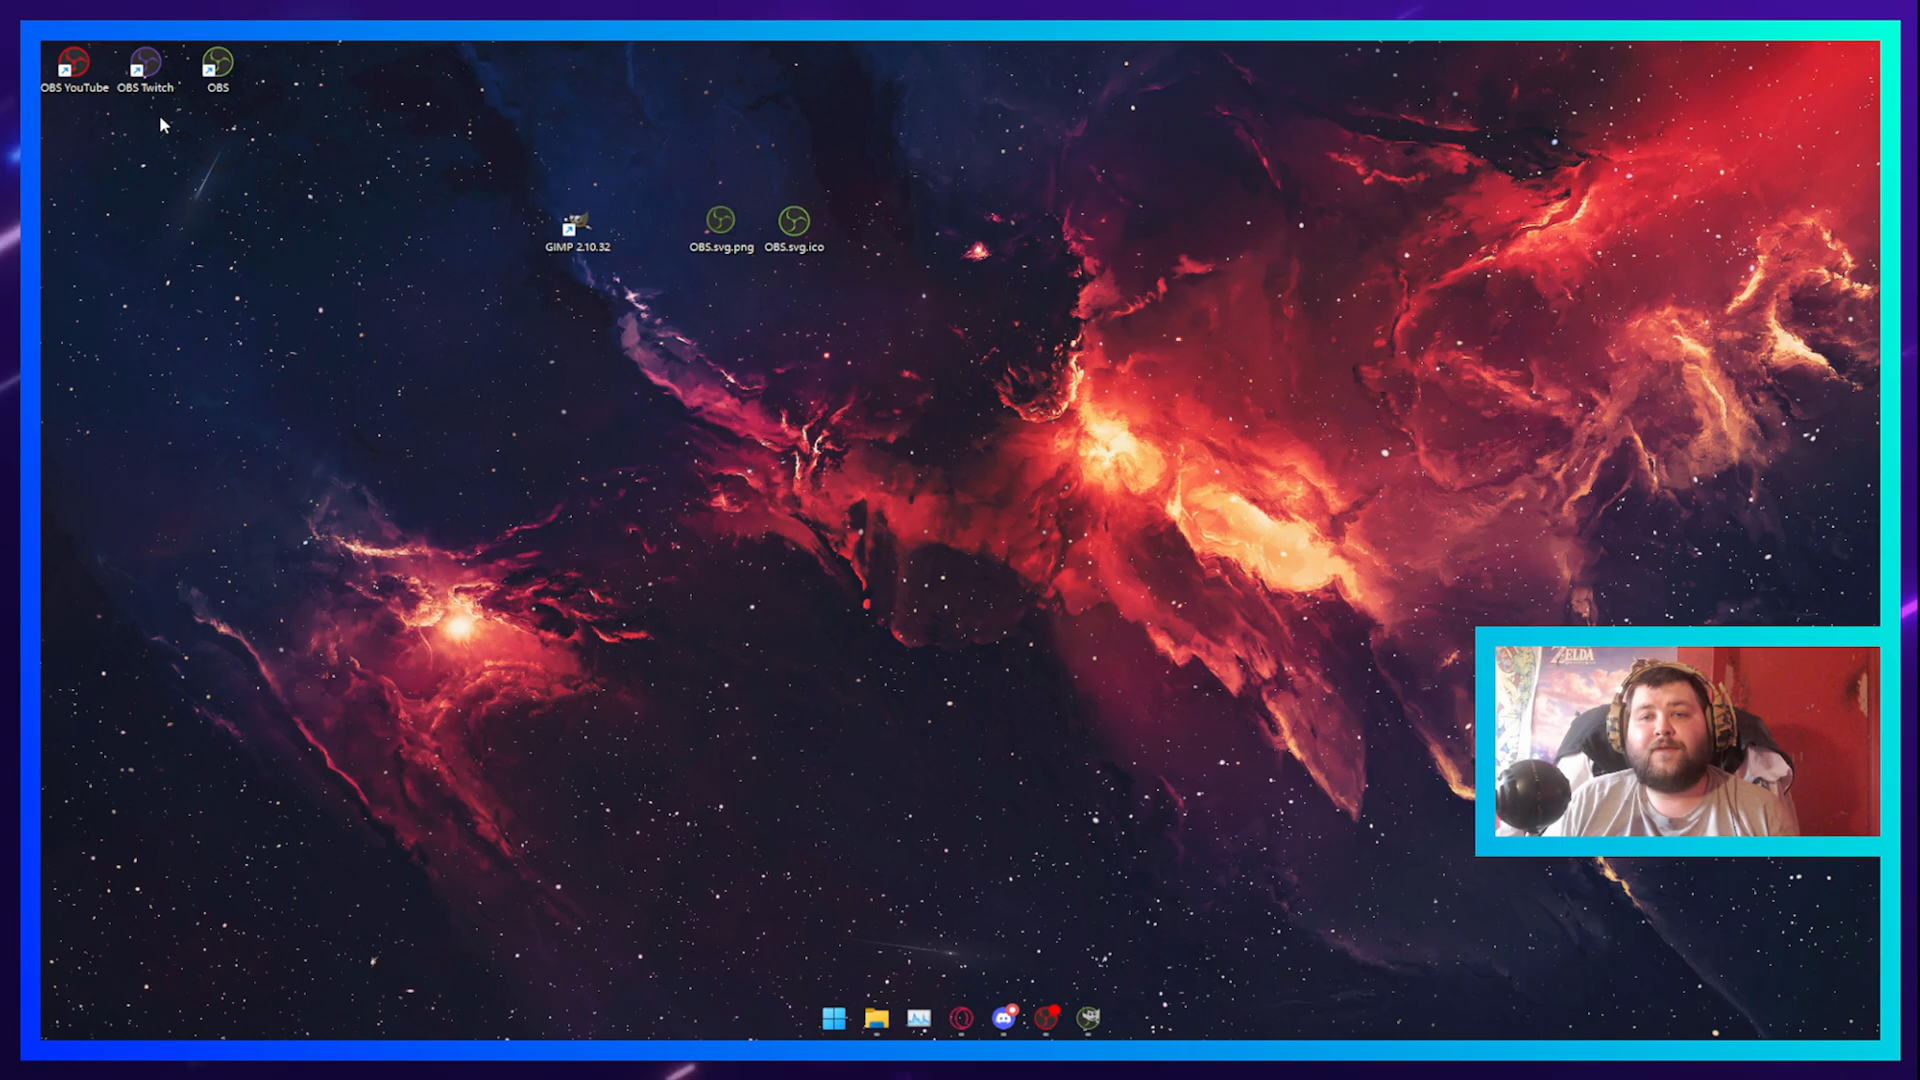 OBS YouTube
OBS Twitch
OBS
GIMP 2.10.32
OBS.svg.png
OBS.svg.ico
ZELDA